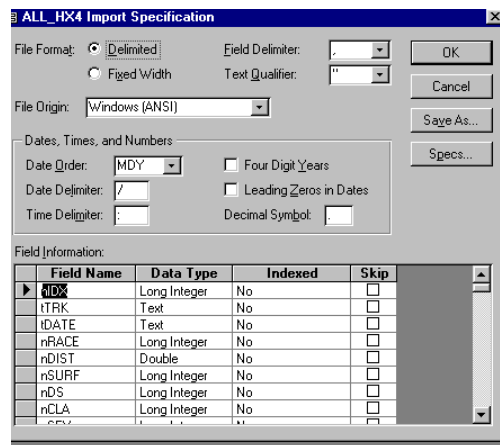 ALL_HX4 Import Specification
File Format: Delimited Field Delimiter: , OK
Fixed Width Text Qualifier: " Cancel
File Origin: Windows (ANSI) Save As...
Dates, Times, and Numbers Specs...
Date Order: MDY Four Digit Years
Date Delimiter: / Leading Zeros in Dates
Time Delimiter: : Decimal Symbol: .
Field Information:
Field Name Data Type Indexed Skip
nIDX Long Integer No
tTRK Text No
tDATE Text No
nRACE Long Integer No
nDIST Double No
nSURF Long Integer No
nDS Long Integer No
nCLA Long Integer No